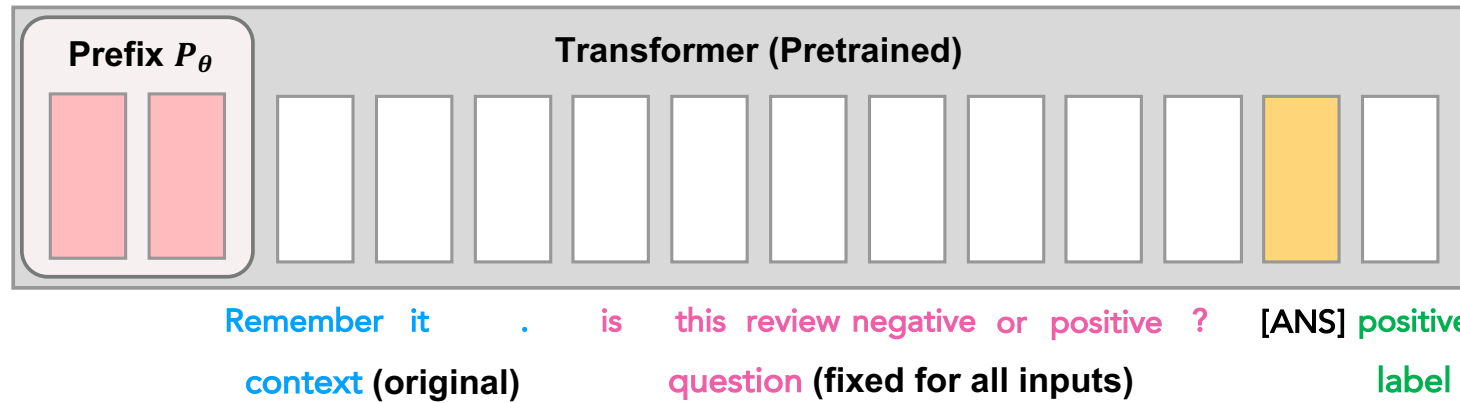 Prefix P_θ
Transformer (Pretrained)
Remember it . is this review negative or positive ? [ANS] positive
context (original) question (fixed for all inputs) label